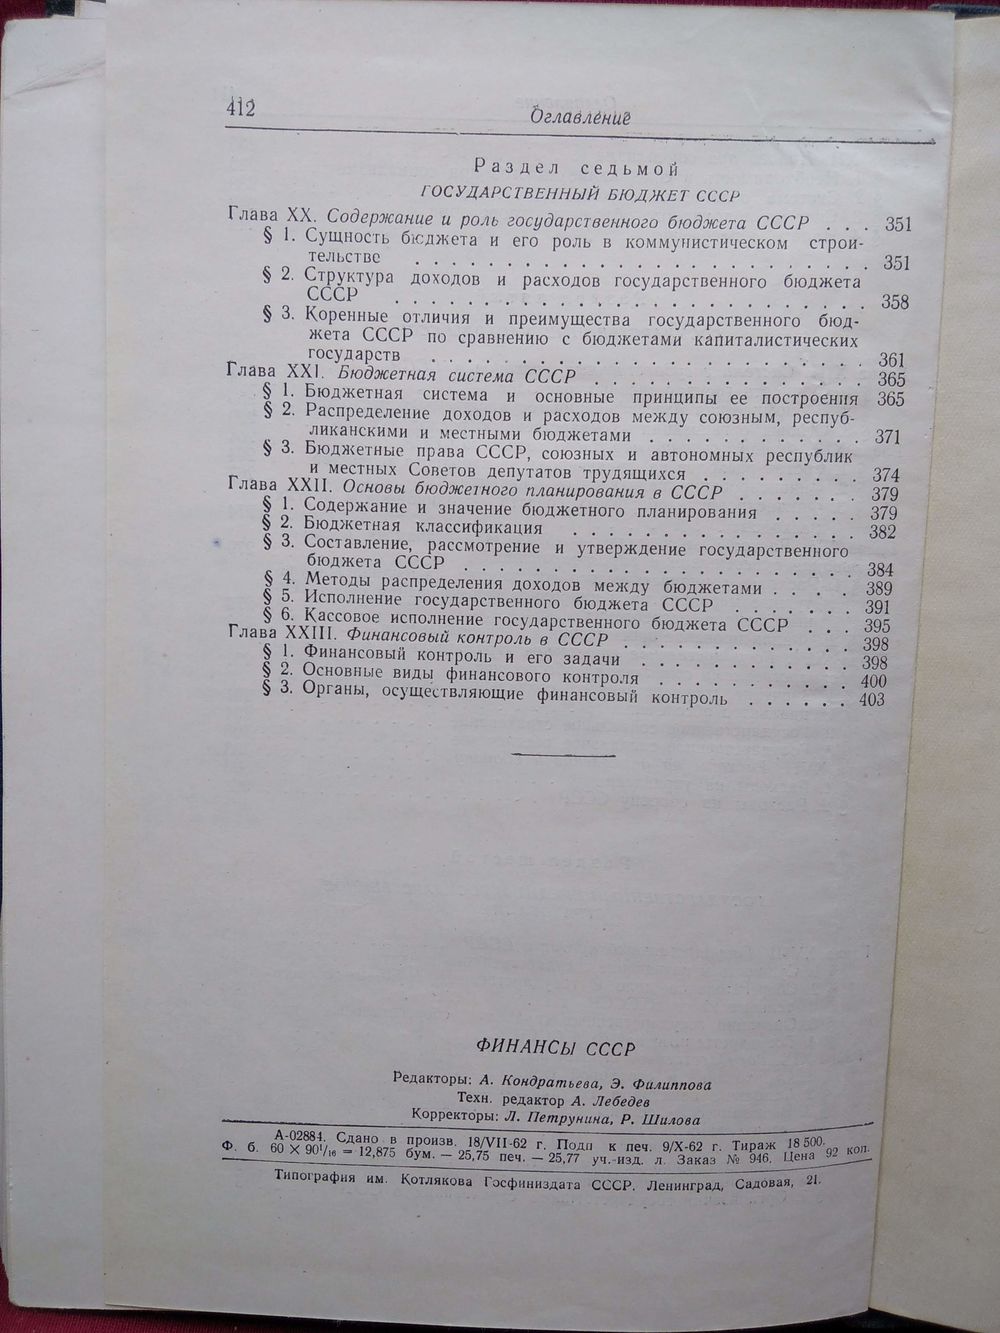 412
Оглавление
Раздел седьмой
ГОСУДАРСТВЕННЫЙ БЮДЖЕТ СССР
Глава XX. Содержание и роль государственного бюджета СССР . . . 351
§ 1. Сущность бюджета и его роль в коммунистическом строи-
тельстве . . . . . . . . . . . . . . . . . . . . . . . . . 351
§ 2. Структура доходов и расходов государственного бюджета
СССР . . . . . . . . . . . . . . . . . . . . . . . . . . 358
§ 3. Коренные отличия и преимущества государственного бюд-
жета СССР по сравнению с бюджетами капиталистических
государств . . . . . . . . . . . . . . . . . . . . . . . . 361
Глава XXI. Бюджетная система СССР . . . . . . . . . . . . . . . 365
§ 1. Бюджетная система и основные принципы ее построения 365
§ 2. Распределение доходов и расходов между союзным, респуб-
ликанскими и местными бюджетами . . . . . . . . . . . . 371
§ 3. Бюджетные права СССР, союзных и автономных республик
и местных Советов депутатов трудящихся . . . . . . . . . 374
Глава XXII. Основы бюджетного планирования в СССР . . . . . . . 379
§ 1. Содержание и значение бюджетного планирования . . . . . 379
§ 2. Бюджетная классификация . . . . . . . . . . . . . . . . 382
§ 3. Составление, рассмотрение и утверждение государственного
бюджета СССР . . . . . . . . . . . . . . . . . . . . . . 384
§ 4. Методы распределения доходов между бюджетами . . . . 389
§ 5. Исполнение государственного бюджета СССР . . . . . . . 391
§ 6. Кассовое исполнение государственного бюджета СССР . . . 395
Глава XXIII. Финансовый контроль в СССР . . . . . . . . . . . . . 398
§ 1. Финансовый контроль и его задачи . . . . . . . . . . . . 398
§ 2. Основные виды финансового контроля . . . . . . . . . . . 400
§ 3. Органы, осуществляющие финансовый контроль . . . . . . 403
ФИНАНСЫ СССР
Редакторы: А. Кондратьева, Э. Филиппова
Техн. редактор А. Лебедев
Корректоры: Л. Петрунина, Р. Шилова
А-02884. Сдано в произв. 18/VII-62 г. Подп к печ. 9/X-62 г. Тираж 18 500.
Ф. б. 60 X 90¹/₁₆ = 12,875 бум. — 25,75 печ. — 25,77 уч.-изд. л. Заказ № 946. Цена 92 коп.
Типография им. Котлякова Госфиниздата СССР. Ленинград, Садовая, 21.